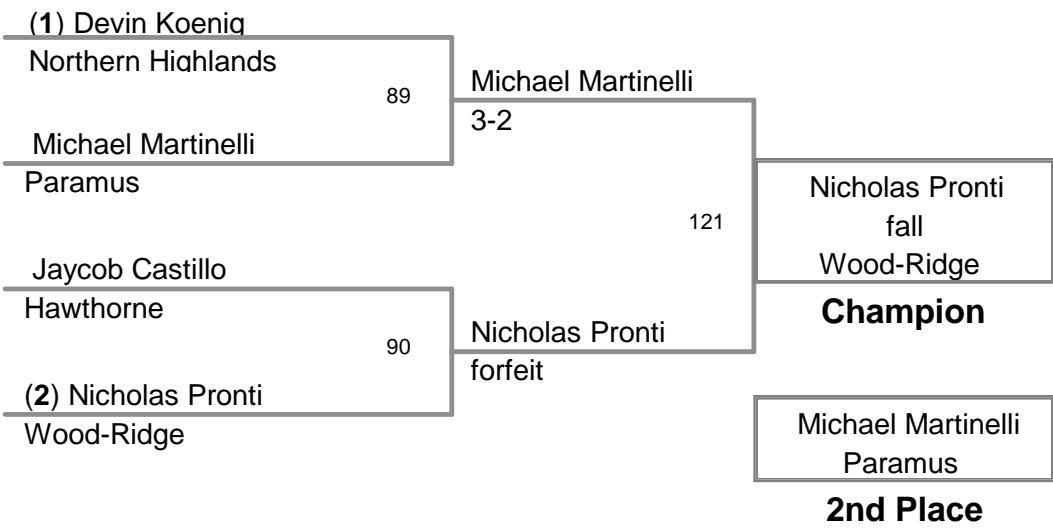 (1) Devin Koenig
Northern Highlands
89
Michael Martinelli
3-2
Michael Martinelli
Paramus
121
Nicholas Pronti
fall
Wood-Ridge
Champion
Jaycob Castillo
Hawthorne
90
Nicholas Pronti
forfeit
(2) Nicholas Pronti
Wood-Ridge
Michael Martinelli
Paramus
2nd Place